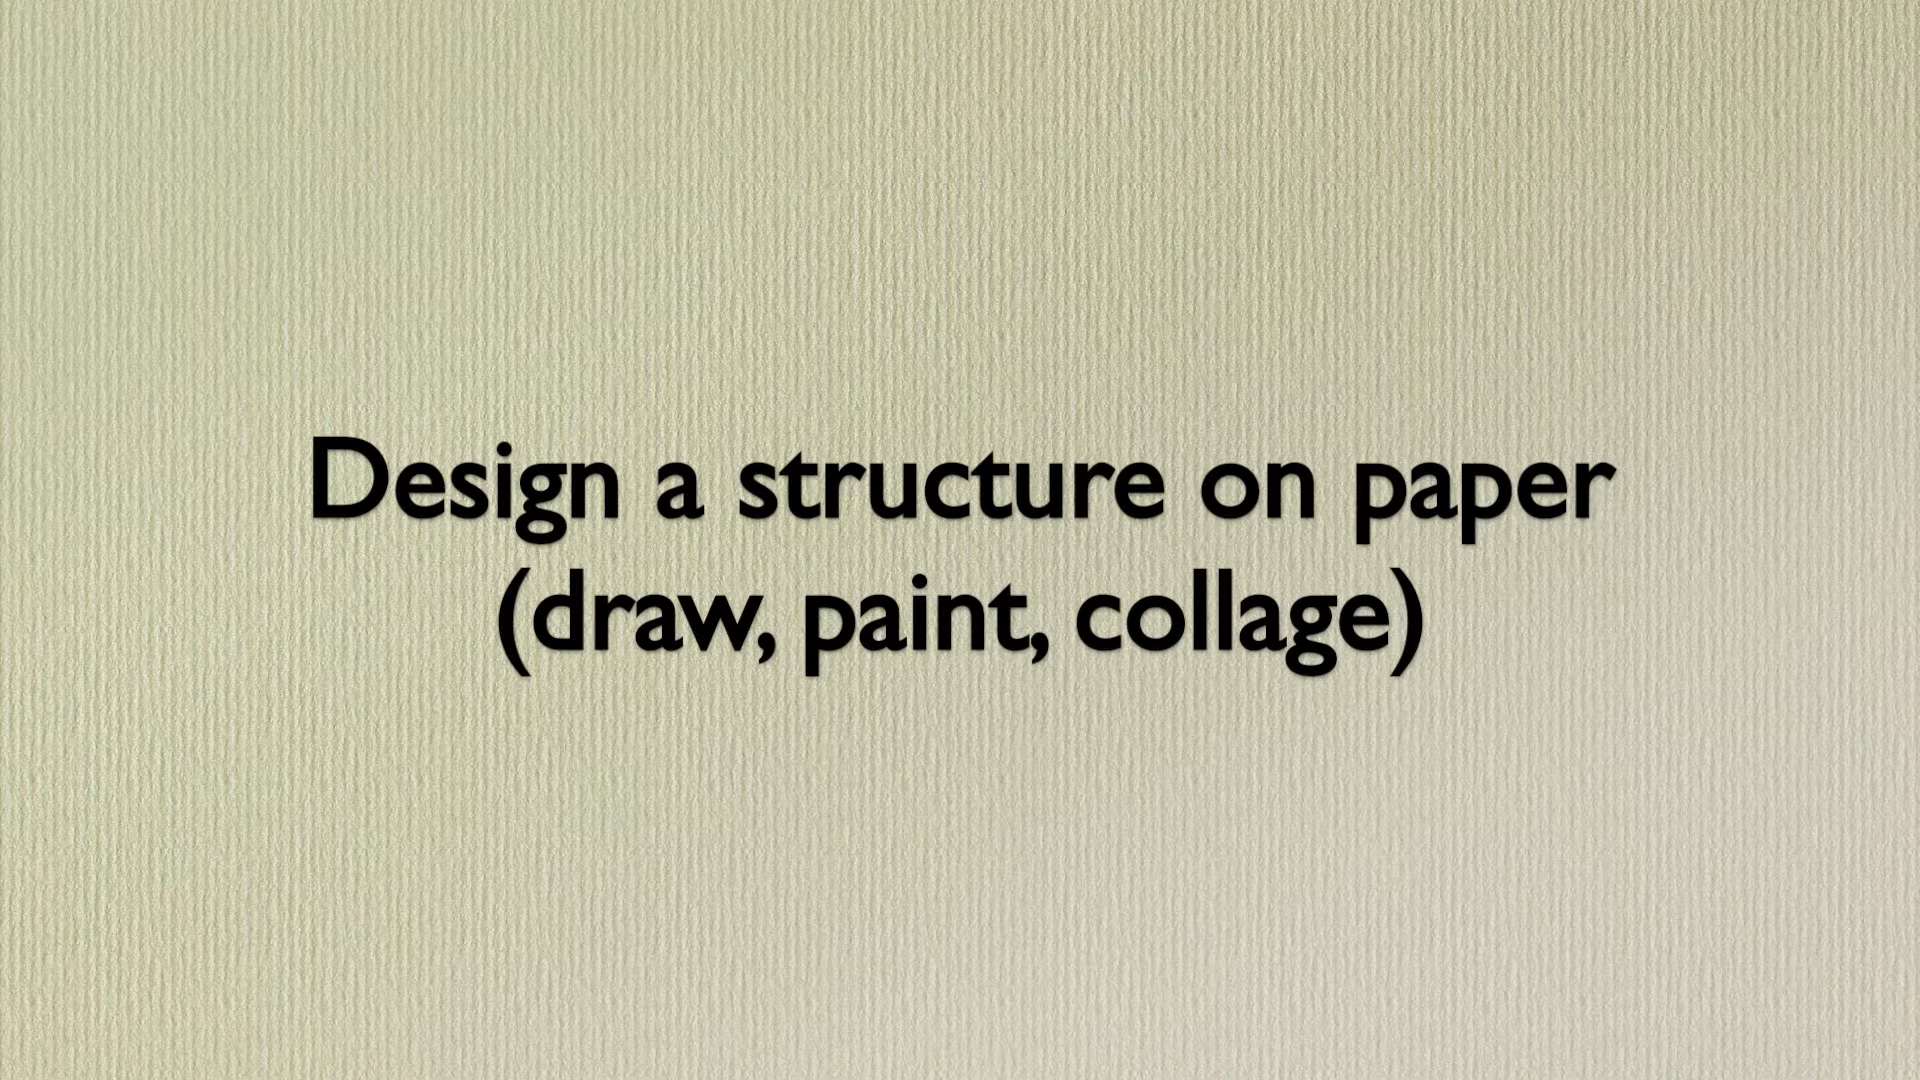 Design a structure on paper
(draw, paint, collage)